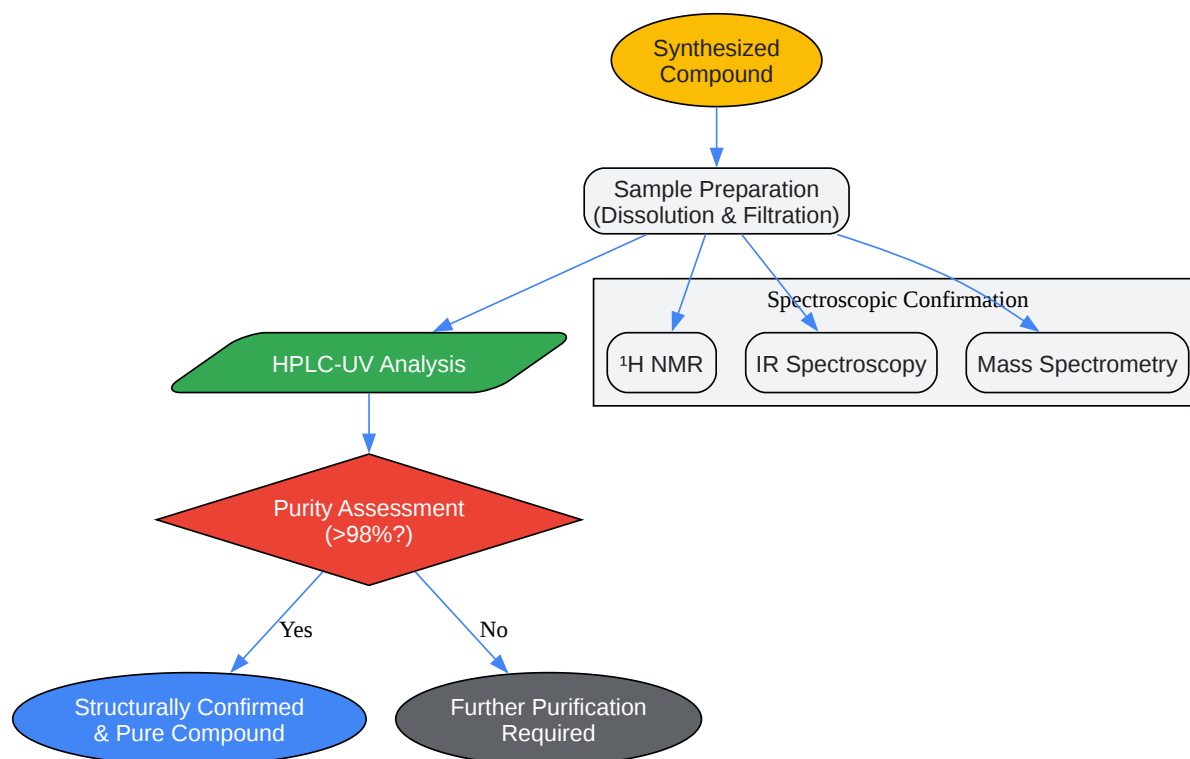 Synthesized
Compound
Sample Preparation
(Dissolution & Filtration)
Spectroscopic Confirmation
HPLC-UV Analysis
¹H NMR
IR Spectroscopy
Mass Spectrometry
Purity Assessment
(>98%?)
Yes
No
Structurally Confirmed
& Pure Compound
Further Purification
Required